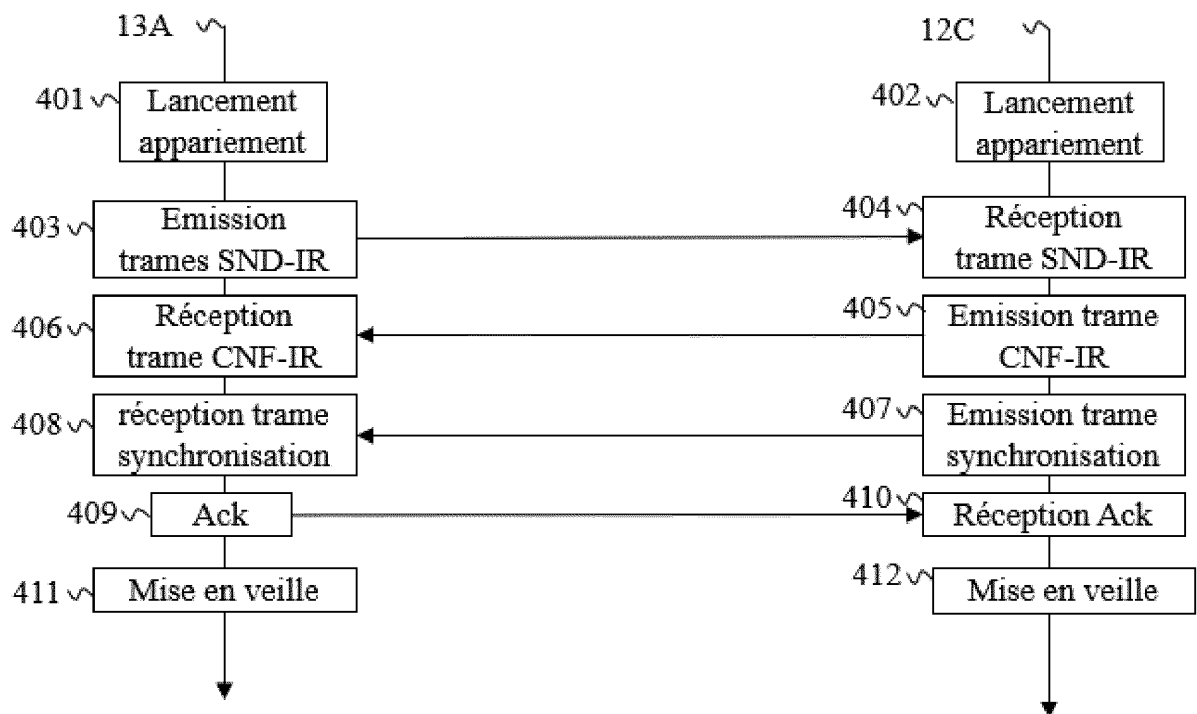 13A
12C
401
Lancement
appariement
402
Lancement
appariement
403
Emission
trames SND-IR
404
Réception
trame SND-IR
406
Réception
trame CNF-IR
405
Emission trame
CNF-IR
408
réception trame
synchronisation
407
Emission trame
synchronisation
409
Ack
410
Réception Ack
411
Mise en veille
412
Mise en veille